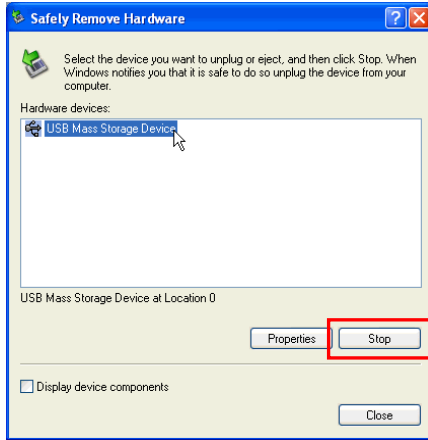 Safely Remove Hardware
Select the device you want to unplug or eject, and then click Stop. When
Windows notifies you that it is safe to do so unplug the device from your
computer.
Hardware devices:
USB Mass Storage Device
USB Mass Storage Device at Location 0
Properties
Stop
Display device components
Close